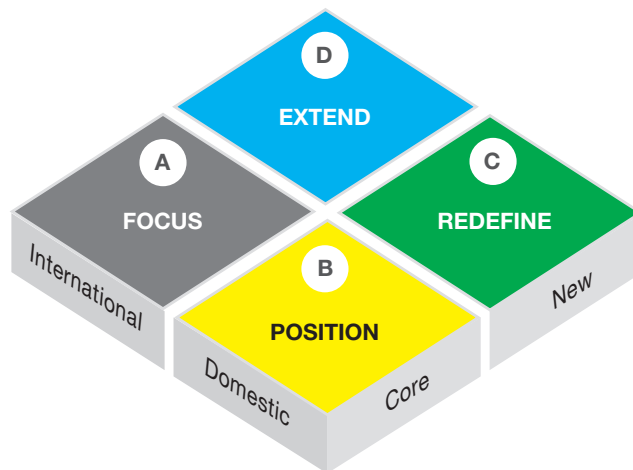 D
EXTEND
A
FOCUS
C
REDEFINE
B
POSITION
International
Domestic
Core
New